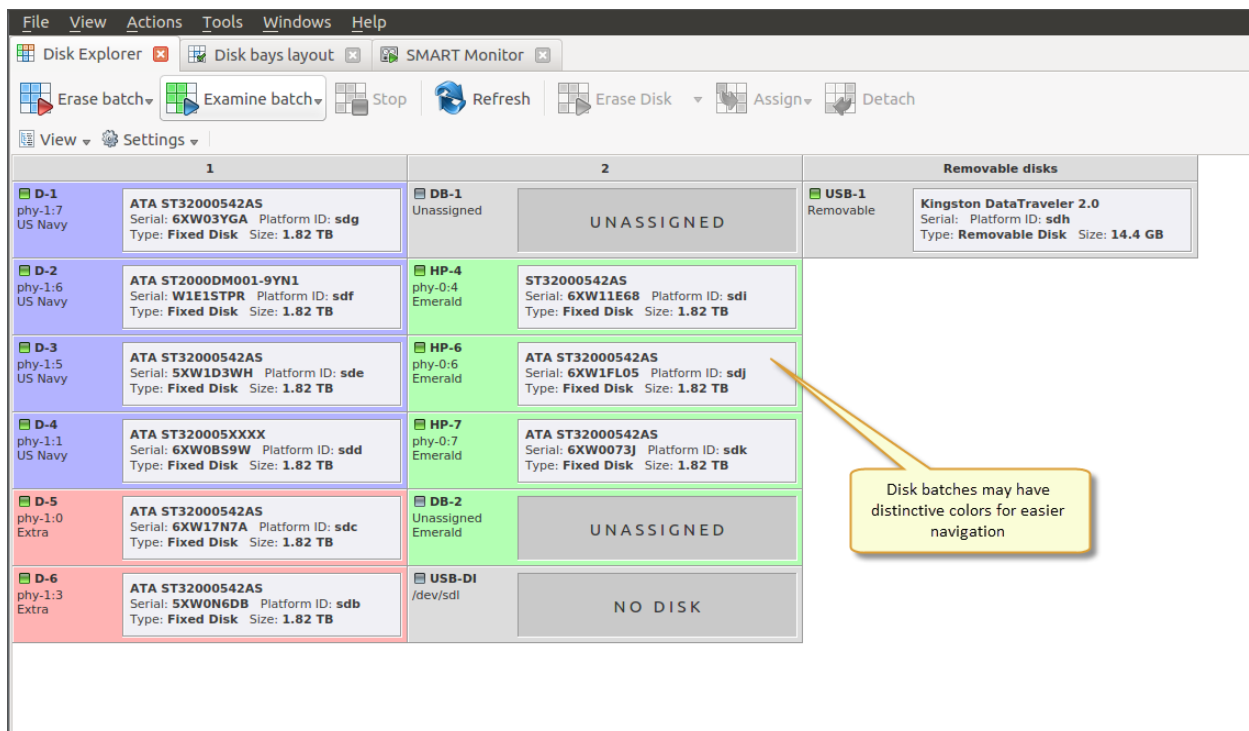 File View Actions Tools Windows Help
Disk Explorer Disk bays layout SMART Monitor
Erase batch Examine batch Stop Refresh Erase Disk Assign Detach
View Settings
1 2 Removable disks
D-1
phy-1:7
US Navy
ATA ST32000542AS
Serial: 6XW03YGA Platform ID: sdg
Type: Fixed Disk Size: 1.82 TB
DB-1
Unassigned
UNASSIGNED
USB-1
Removable
Kingston DataTraveler 2.0
Serial: Platform ID: sdh
Type: Removable Disk Size: 14.4 GB
D-2
phy-1:6
US Navy
ATA ST2000DM001-9YN1
Serial: W1E1STPR Platform ID: sdf
Type: Fixed Disk Size: 1.82 TB
HP-4
phy-0:4
Emerald
ST32000542AS
Serial: 6XW11E68 Platform ID: sdi
Type: Fixed Disk Size: 1.82 TB
D-3
phy-1:5
US Navy
ATA ST32000542AS
Serial: 5XW1D3WH Platform ID: sde
Type: Fixed Disk Size: 1.82 TB
HP-6
phy-0:6
Emerald
ATA ST32000542AS
Serial: 6XW1FL05 Platform ID: sdj
Type: Fixed Disk Size: 1.82 TB
D-4
phy-1:1
US Navy
ATA ST320005XXXX
Serial: 6XW0BS9W Platform ID: sdd
Type: Fixed Disk Size: 1.82 TB
HP-7
phy-0:7
Emerald
ATA ST32000542AS
Serial: 6XW0073J Platform ID: sdk
Type: Fixed Disk Size: 1.82 TB
Disk batches may have
distinctive colors for easier
navigation
D-5
phy-1:0
Extra
ATA ST32000542AS
Serial: 6XW17N7A Platform ID: sdc
Type: Fixed Disk Size: 1.82 TB
DB-2
Unassigned
Emerald
UNASSIGNED
D-6
phy-1:3
Extra
ATA ST32000542AS
Serial: 5XW0N6DB Platform ID: sdb
Type: Fixed Disk Size: 1.82 TB
USB-DI
/dev/sdl
NO DISK